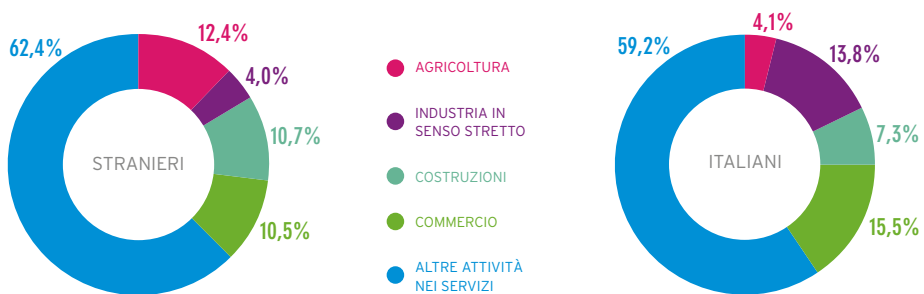 62,4%
12,4%
4,0%
10,7%
10,5%
STRANIERI
AGRICOLTURA
INDUSTRIA IN
SENSO STRETTO
COSTRUZIONI
COMMERCIO
ALTRE ATTIVITÀ
NEI SERVIZI
59,2%
4,1%
13,8%
7,3%
15,5%
ITALIANI